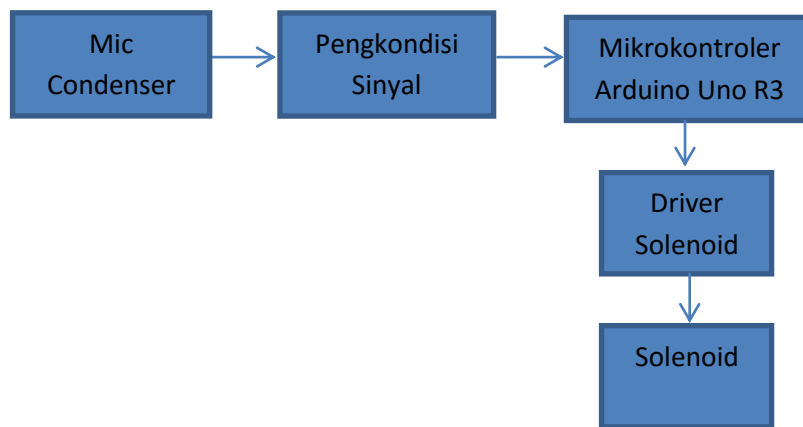 Mic
Condenser
Pengkondisi
Sinyal
Mikrokontroler
Arduino Uno R3
Driver
Solenoid
Solenoid